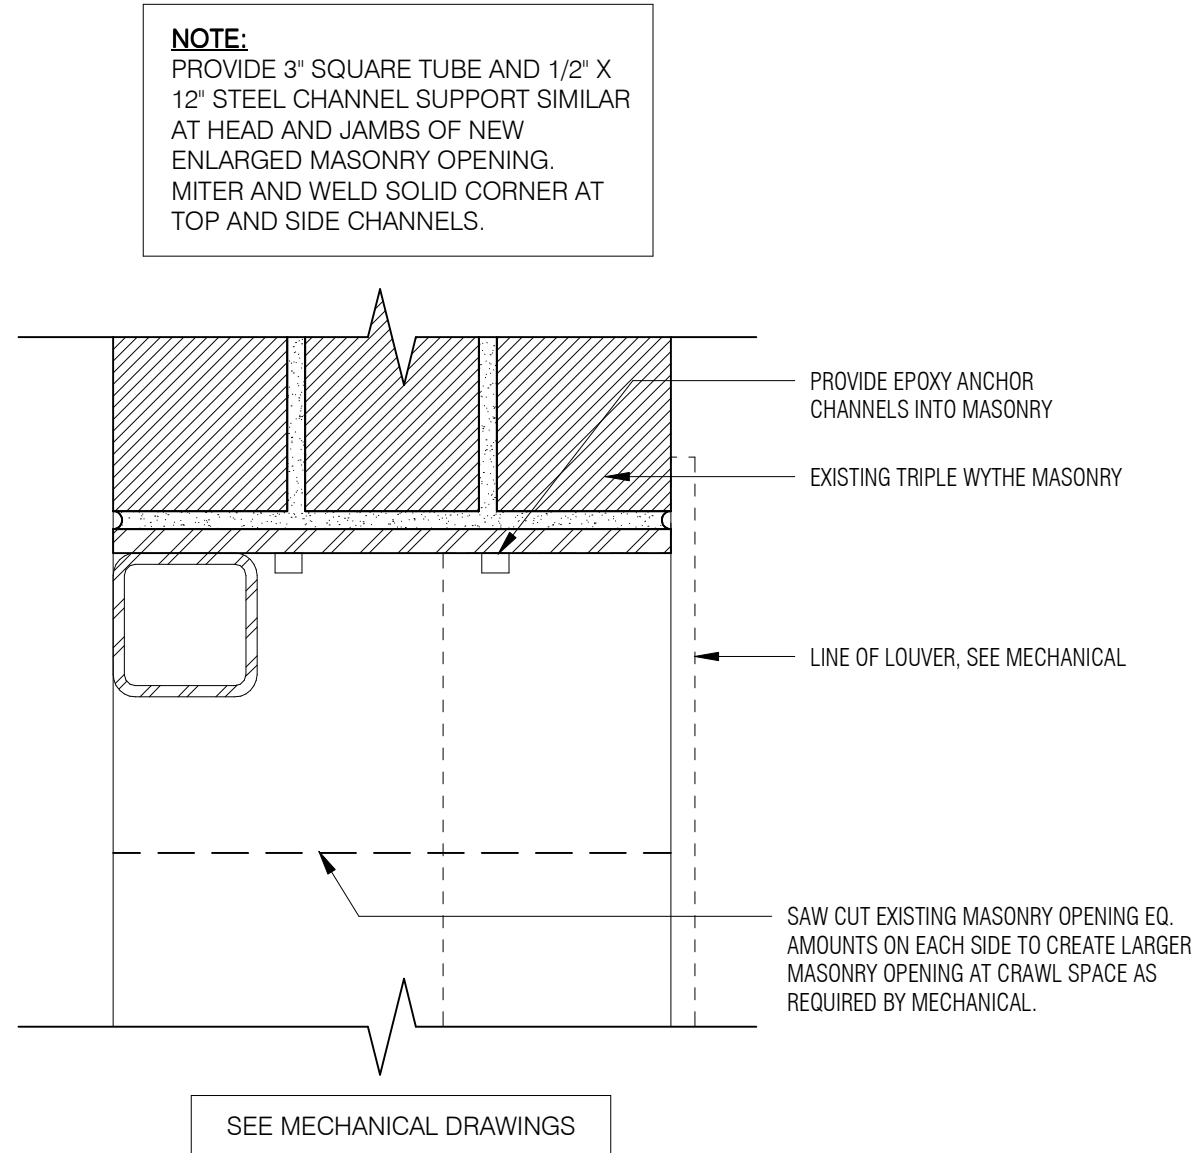 NOTE:
PROVIDE 3" SQUARE TUBE AND 1/2" X
12" STEEL CHANNEL SUPPORT SIMILAR
AT HEAD AND JAMBS OF NEW
ENLARGED MASONRY OPENING.
MITER AND WELD SOLID CORNER AT
TOP AND SIDE CHANNELS.
PROVIDE EPOXY ANCHOR
CHANNELS INTO MASONRY
EXISTING TRIPLE WYTHE MASONRY
LINE OF LOUVER, SEE MECHANICAL
SAW CUT EXISTING MASONRY OPENING EQ.
AMOUNTS ON EACH SIDE TO CREATE LARGER
MASONRY OPENING AT CRAWL SPACE AS
REQUIRED BY MECHANICAL.
SEE MECHANICAL DRAWINGS